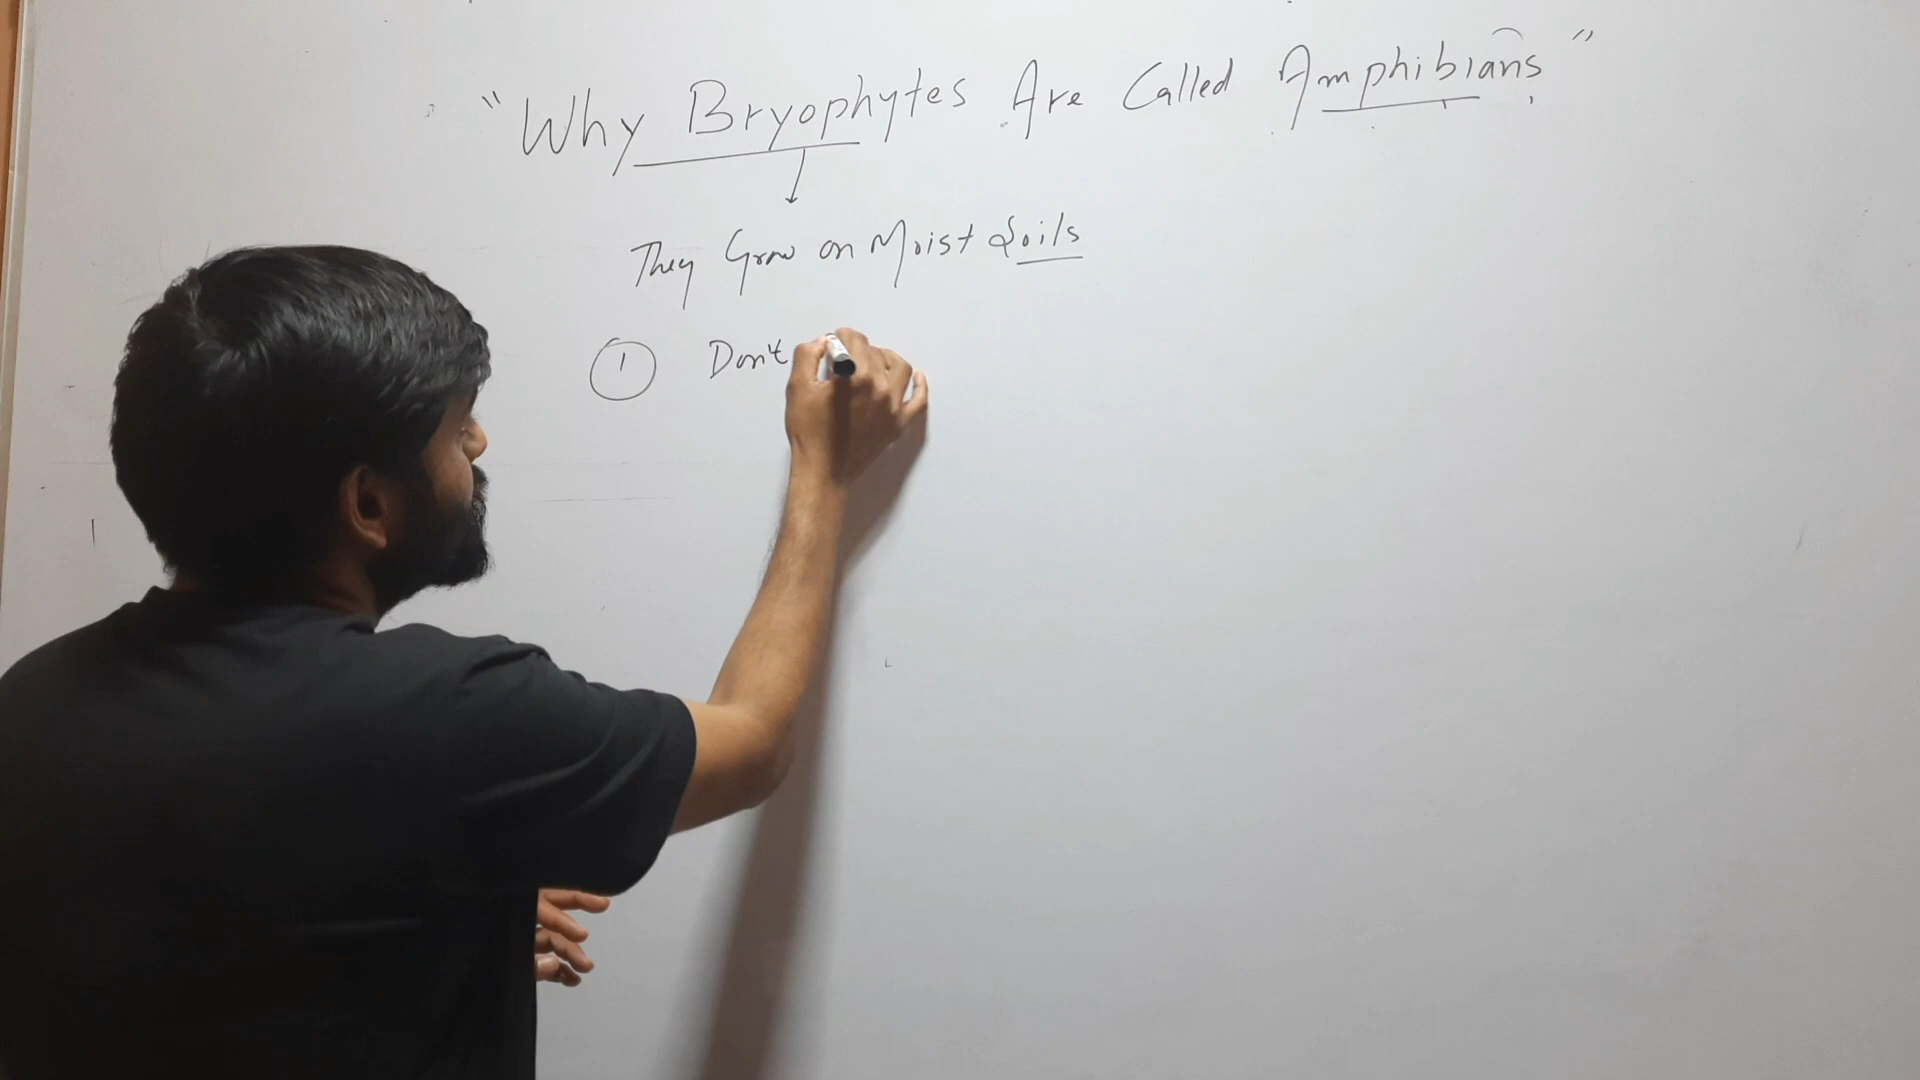 "Why Bryophytes Are Called Amphibians"
They Grow on Moist Soils
1 Don't